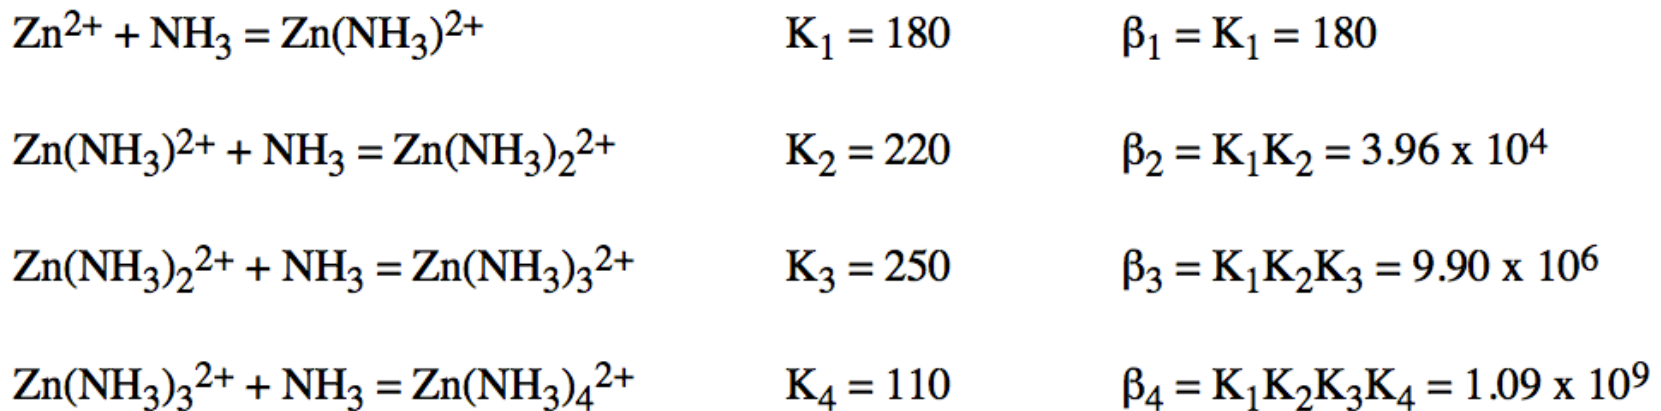 Zn²⁺ + NH₃ = Zn(NH₃)²⁺ K₁ = 180 β₁ = K₁ = 180
Zn(NH₃)²⁺ + NH₃ = Zn(NH₃)₂²⁺ K₂ = 220 β₂ = K₁K₂ = 3.96 x 10⁴
Zn(NH₃)₂²⁺ + NH₃ = Zn(NH₃)₃²⁺ K₃ = 250 β₃ = K₁K₂K₃ = 9.90 x 10⁶
Zn(NH₃)₃²⁺ + NH₃ = Zn(NH₃)₄²⁺ K₄ = 110 β₄ = K₁K₂K₃K₄ = 1.09 x 10⁹